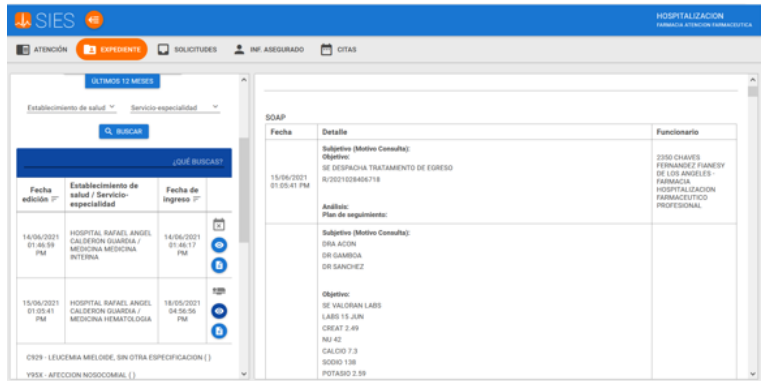 SIES
HOSPITALIZACION
FARMACIA ATENCION FARMACEUTICA
ATENCIÓN
EXPEDIENTE
SOLICITUDES
INF. ASEGURADO
CITAS
ÚLTIMOS 12 MESES
Establecimiento de salud
Servicio-especialidad
BUSCAR
¿QUÉ BUSCAS?
Fecha edición
Establecimiento de salud / Servicio-especialidad
Fecha de ingreso
14/06/2021
01:46:59
PM
HOSPITAL RAFAEL ANGEL
CALDERON GUARDIA /
MEDICINA MEDICINA
INTERNA
14/06/2021
01:46:17
PM
15/06/2021
01:05:41
PM
HOSPITAL RAFAEL ANGEL
CALDERON GUARDIA /
MEDICINA HEMATOLOGIA
18/05/2021
04:56:56
PM
C929 - LEUCEMIA MIELOIDE, SIN OTRA ESPECIFICACION ( )
Y95X - AFECCION NOSOCOMIAL ( )
SOAP
Fecha
Detalle
Funcionario
15/06/2021
01:05:41 PM
Subjetivo (Motivo Consulta):
Objetivo:
SE DESPACHA TRATAMIENTO DE EGRESO
R/2021028406718
Análisis:
Plan de seguimiento:
2350 CHAVES
FERNANDEZ FIANESY
DE LOS ANGELES -
FARMACIA
HOSPITALIZACION
FARMACEUTICO
PROFESIONAL
Subjetivo (Motivo Consulta):
DRA ACON
DR GAMBOA
DR SANCHEZ
Objetivo:
SE VALORAN LABS
LABS 15 JUN
CREAT 2.49
NU 42
CALCIO 7.3
SODIO 138
POTASIO 2.59